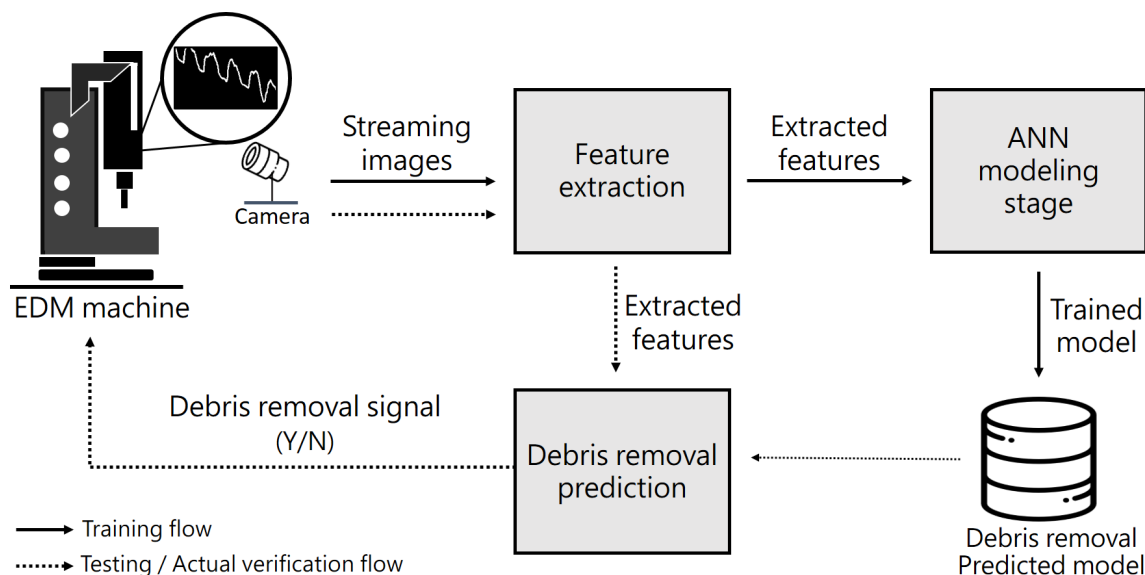 Streaming
images
Camera
EDM machine
Feature
extraction
Extracted
features
ANN
modeling
stage
Extracted
features
Trained
model
Debris removal signal
(Y/N)
Debris removal
prediction
Debris removal
Predicted model
Training flow
Testing / Actual verification flow